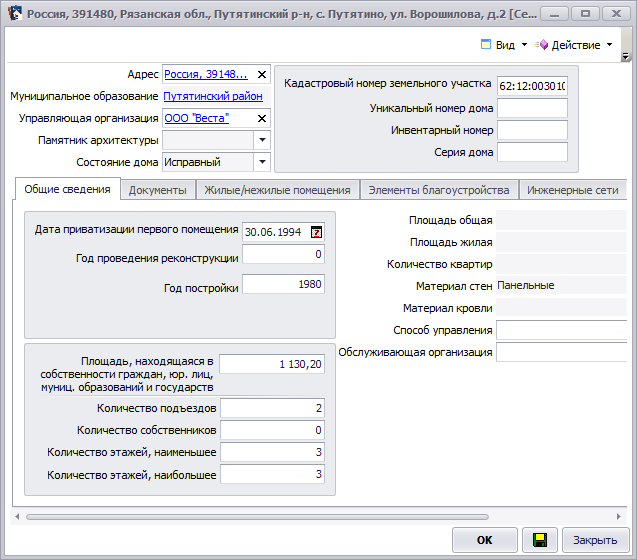 Россия, 391480, Рязанская обл., Путятинский р-н, с. Путятино, ул. Ворошилова, д.2 [Се...
Вид Действие
Адрес Россия, 39148...
Муниципальное образование Путятинский район
Управляющая организация ООО "Веста"
Памятник архитектуры
Состояние дома Исправный
Кадастровый номер земельного участка 62:12:003010
Уникальный номер дома
Инвентарный номер
Серия дома
Общие сведения Документы Жилые/нежилые помещения Элементы благоустройства Инженерные сети
Дата приватизации первого помещения 30.06.1994
Год проведения реконструкции 0
Год постройки 1980
Площадь, находящаяся в
собственности граждан, юр. лиц,
муниц. образований и государств
1 130,20
Количество подъездов 2
Количество собственников 0
Количество этажей, наименьшее 3
Количество этажей, наибольшее 3
Площадь общая
Площадь жилая
Количество квартир
Материал стен Панельные
Материал кровли
Способ управления
Обслуживающая организация
ОК Закрыть